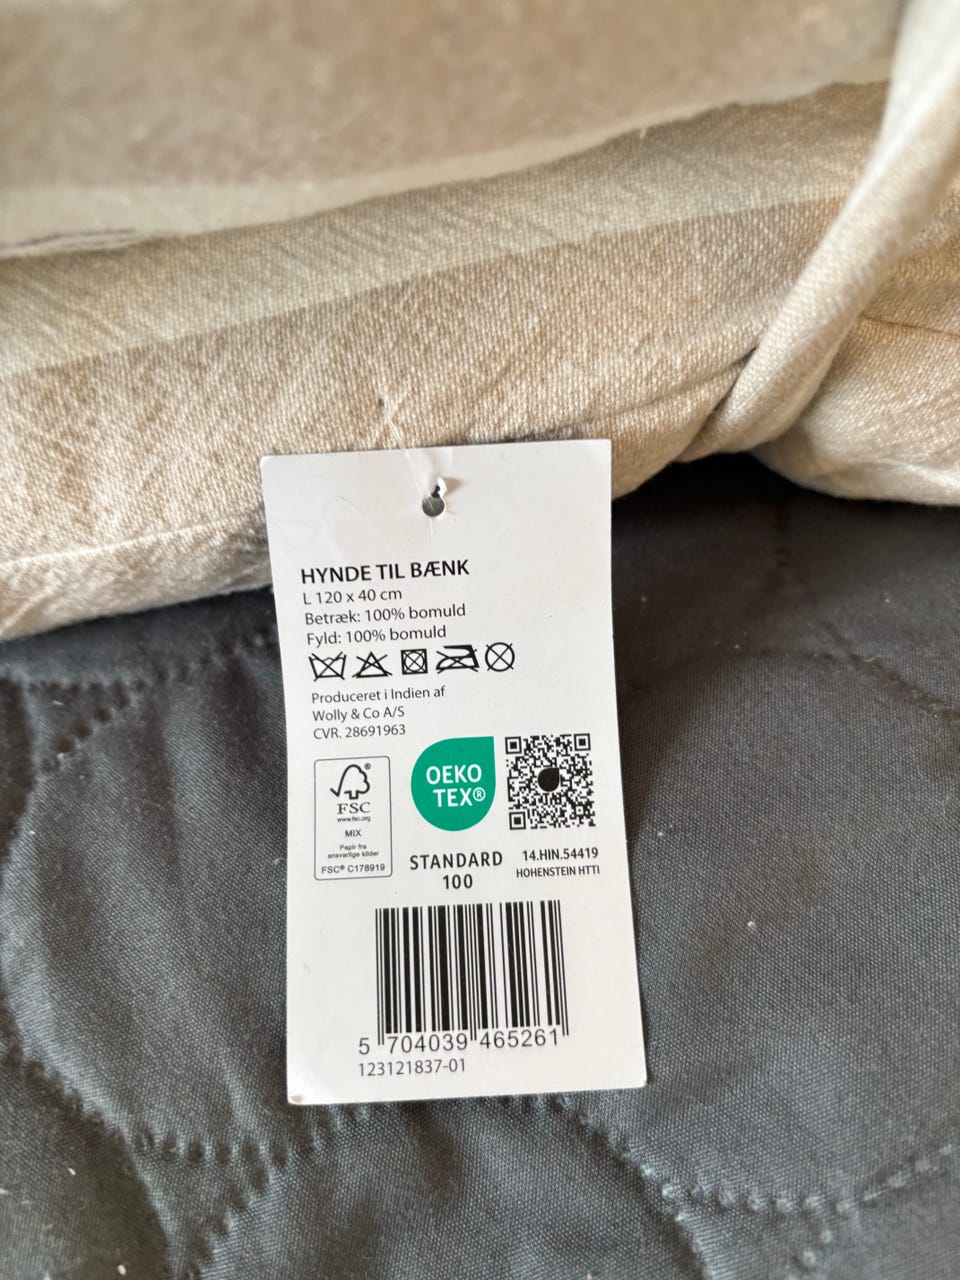 HYNDE TIL BÆNK
L 120 x 40 cm
Betræk: 100% bomuld
Fyld: 100% bomuld
Produceret i Indien af
Wolly & Co A/S
CVR. 28691963
FSC®
www.fsc.org
MIX
Papir fra
ansvarlige kilder
FSC® C178919
OEKO
TEX®
STANDARD
100
14.HIN.54419
HOHENSTEIN HTTI
5 704039 465261
123121837-01